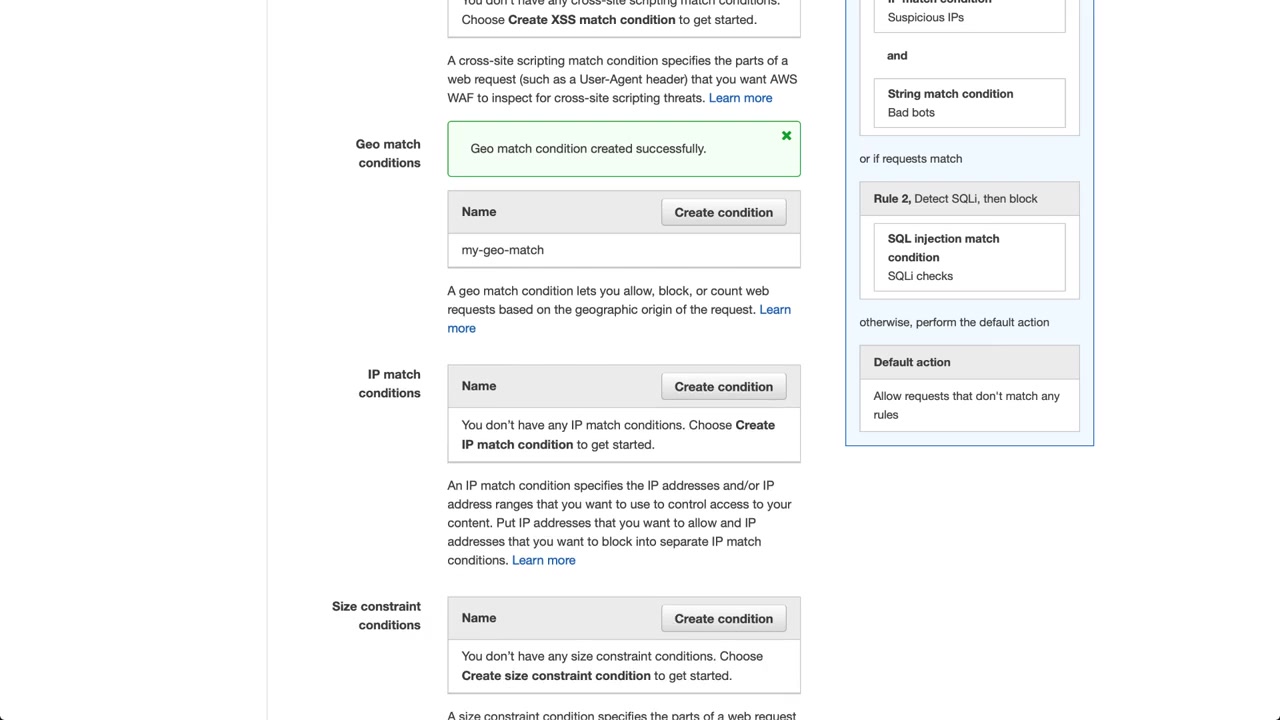 You don't have any cross-site scripting match conditions.
Choose Create XSS match condition to get started.
A cross-site scripting match condition specifies the parts of a
web request (such as a User-Agent header) that you want AWS
WAF to inspect for cross-site scripting threats. Learn more
Geo match
conditions
Geo match condition created successfully.
Name
Create condition
my-geo-match
A geo match condition lets you allow, block, or count web
requests based on the geographic origin of the request. Learn
more
IP match
conditions
Name
Create condition
You don't have any IP match conditions. Choose Create
IP match condition to get started.
An IP match condition specifies the IP addresses and/or IP
address ranges that you want to use to control access to your
content. Put IP addresses that you want to allow and IP
addresses that you want to block into separate IP match
conditions. Learn more
Size constraint
conditions
Name
Create condition
You don't have any size constraint conditions. Choose
Create size constraint condition to get started.
A size constraint condition specifies the parts of a web request
IP match condition
Suspicious IPs
and
String match condition
Bad bots
or if requests match
Rule 2, Detect SQLi, then block
SQL injection match
condition
SQLi checks
otherwise, perform the default action
Default action
Allow requests that don't match any
rules